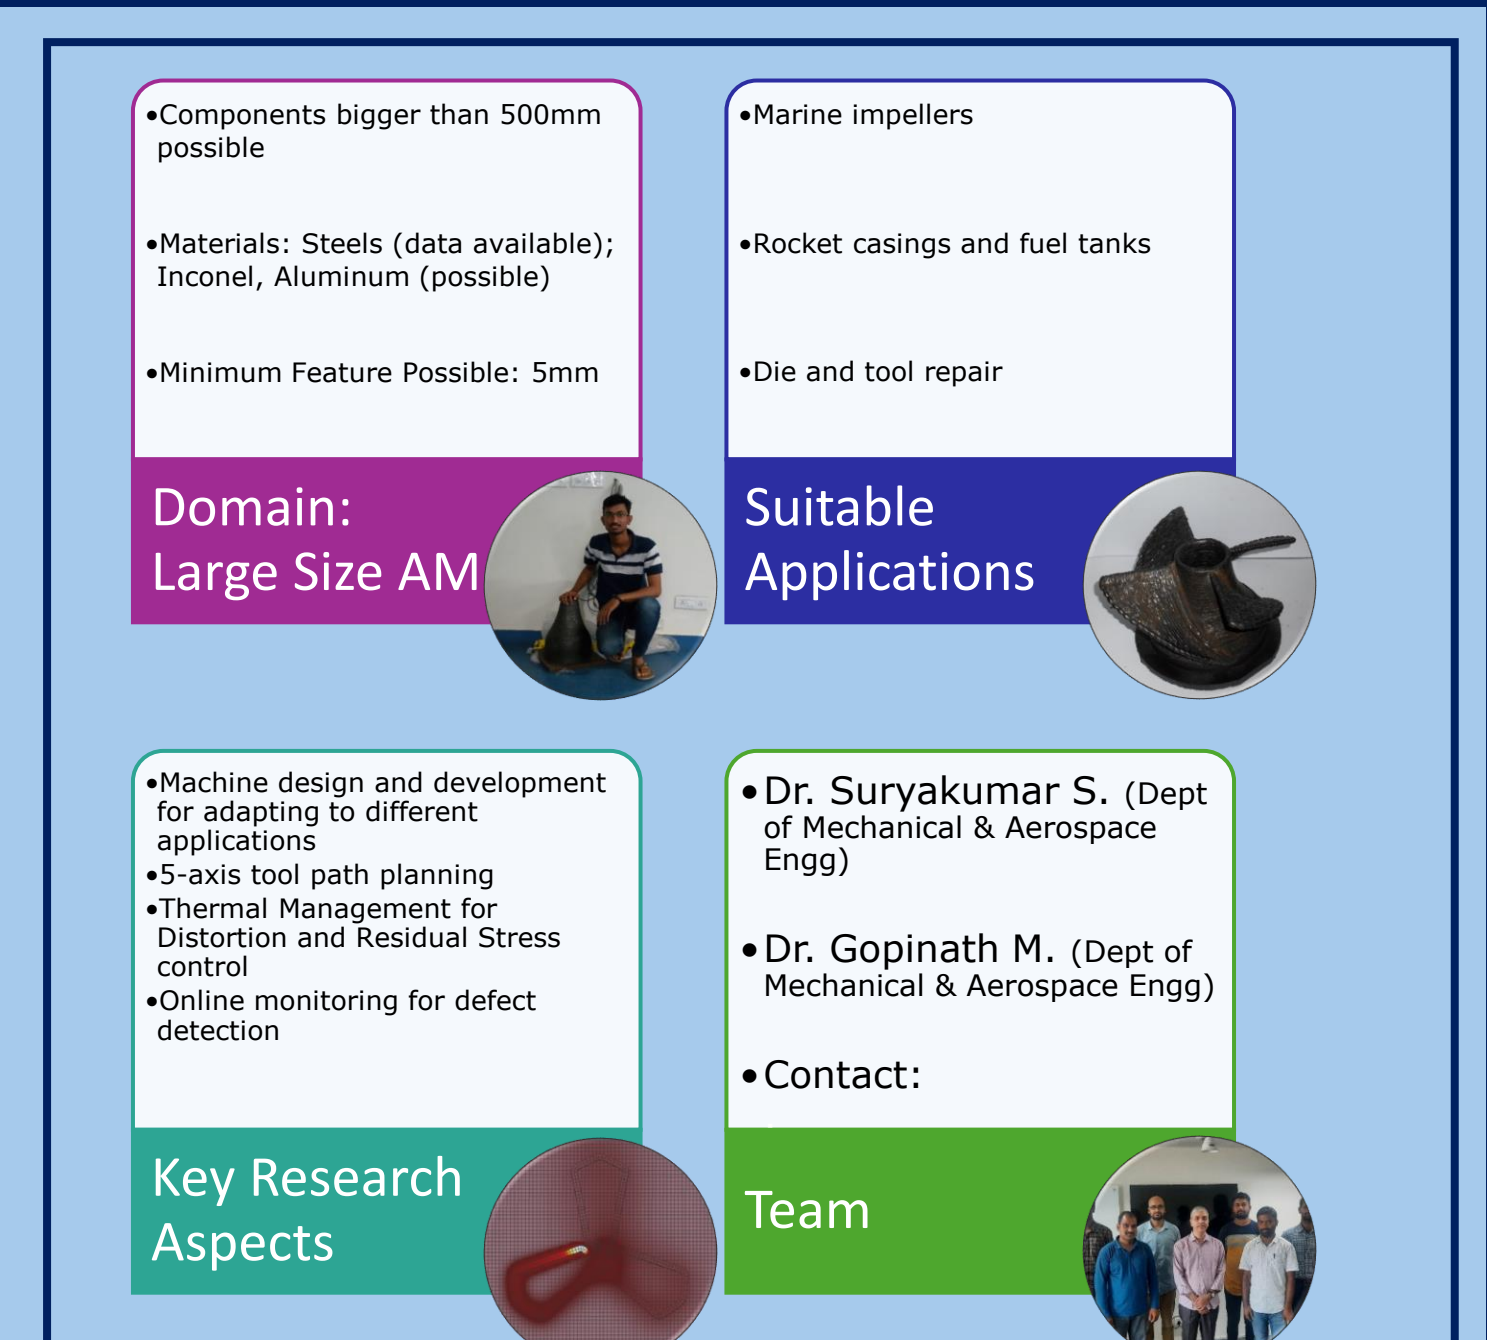 •Components bigger than 500mm
possible
•Materials: Steels (data available);
Inconel, Aluminum (possible)
•Minimum Feature Possible: 5mm
Domain:
Large Size AM
•Marine impellers
•Rocket casings and fuel tanks
•Die and tool repair
Suitable
Applications
•Machine design and development
for adapting to different
applications
•5-axis tool path planning
•Thermal Management for
Distortion and Residual Stress
control
•Online monitoring for defect
detection
Key Research
Aspects
•Dr. Suryakumar S. (Dept
of Mechanical & Aerospace
Engg)
•Dr. Gopinath M. (Dept of
Mechanical & Aerospace Engg)
•Contact:
Team